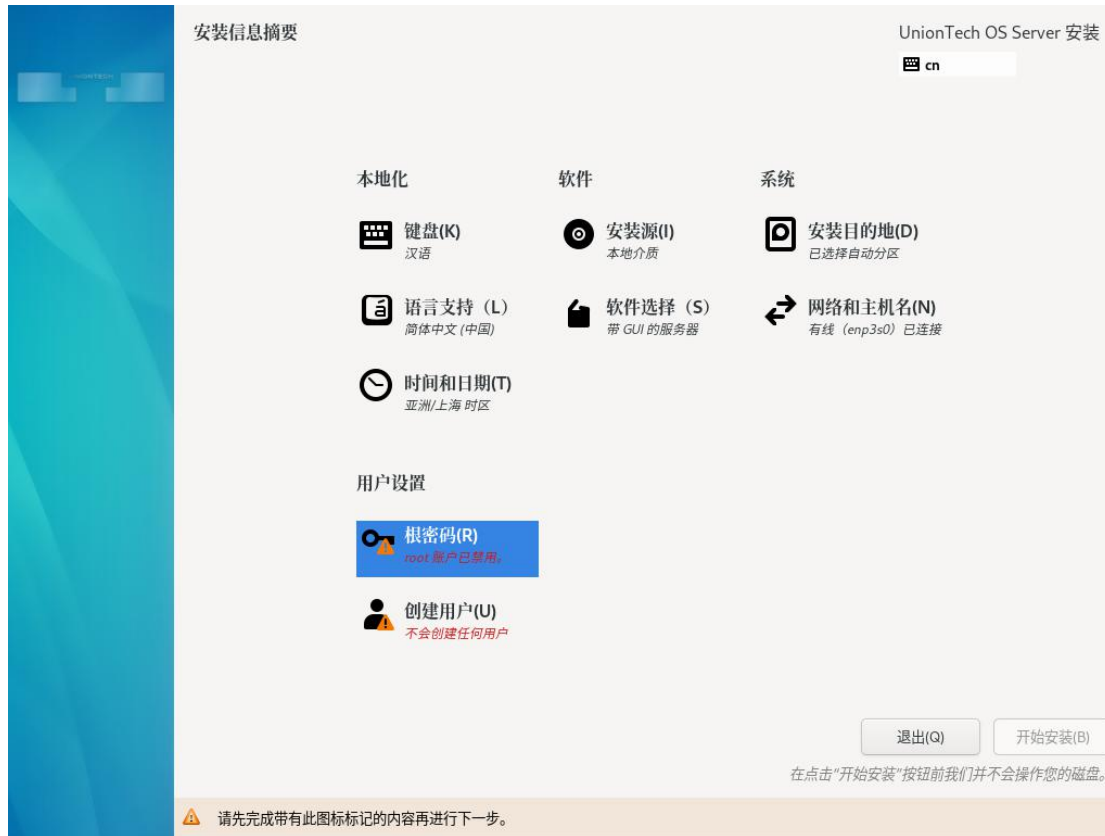 安装信息摘要
UnionTech OS Server 安装
cn
本地化
软件
系统
键盘(K)
汉语
安装源(I)
本地介质
安装目的地(D)
已选择自动分区
语言支持（L）
简体中文 (中国)
软件选择（S）
带 GUI 的服务器
网络和主机名(N)
有线（enp3s0）已连接
时间和日期(T)
亚洲/上海 时区
用户设置
根密码(R)
root 账户已禁用。
创建用户(U)
不会创建任何用户
退出(Q)
开始安装(B)
在点击"开始安装"按钮前我们并不会操作您的磁盘。
请先完成带有此图标标记的内容再进行下一步。